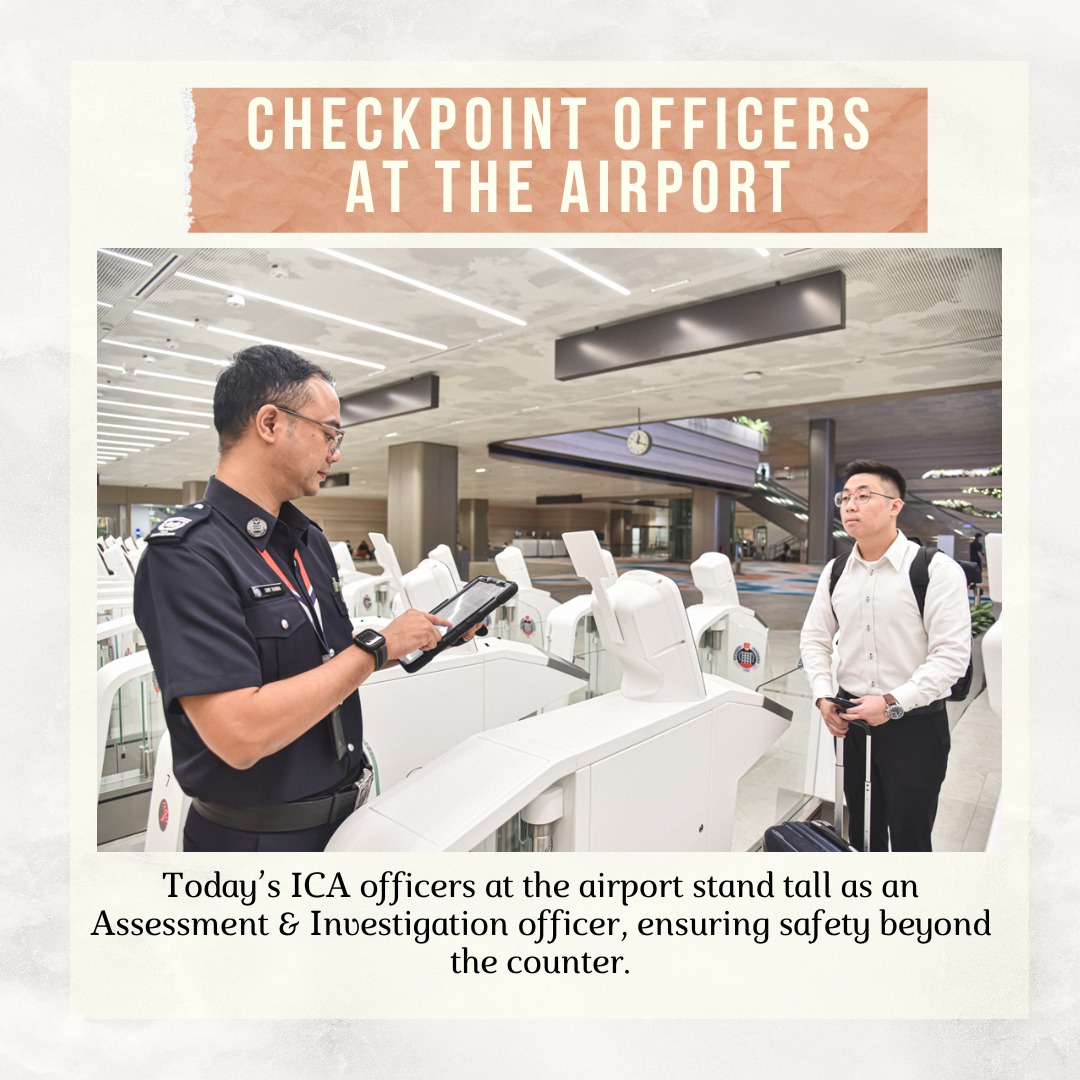 CHECKPOINT OFFICERS
AT THE AIRPORT
Today's ICA officers at the airport stand tall as an
Assessment & Investigation officer, ensuring safety beyond
the counter.